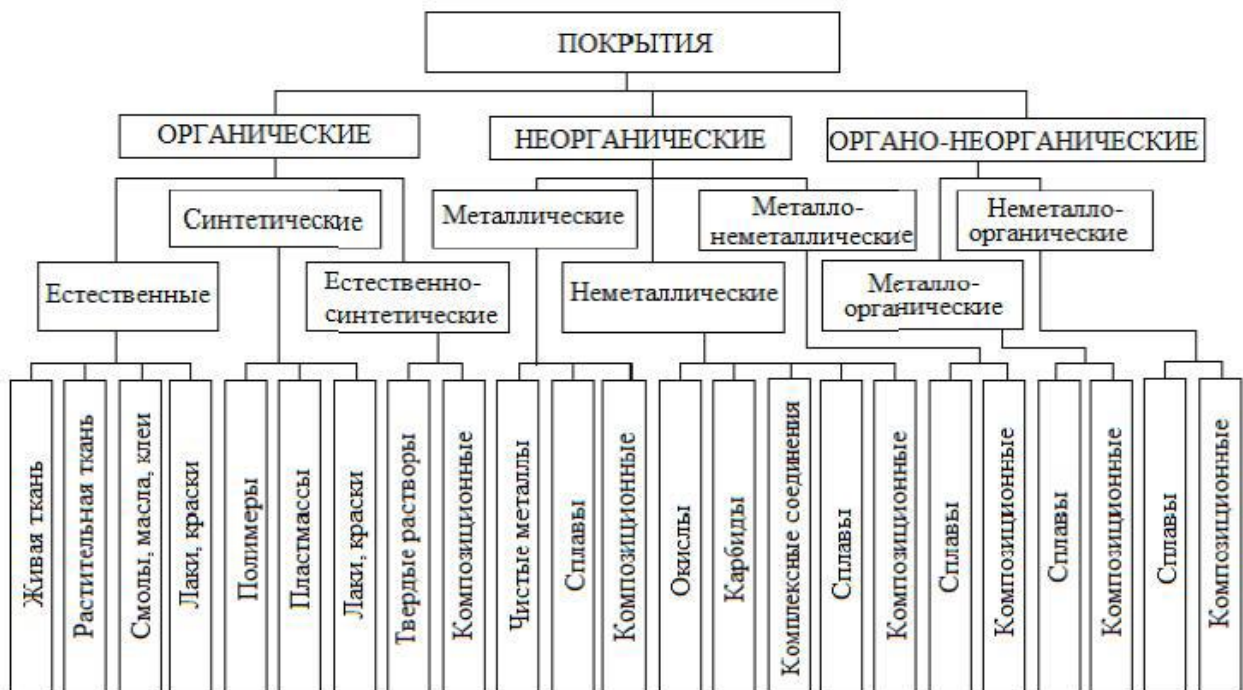 ПОКРЫТИЯ
ОРГАНИЧЕСКИЕ
НЕОРГАНИЧЕСКИЕ
ОРГАНО-НЕОРГАНИЧЕСКИЕ
Синтетические
Металлические
Металло-
неметаллические
Неметалло-
органические
Естественные
Естественно-
синтетические
Неметаллические
Металло-
органические
Живая ткань
Растительная ткань
Смолы, масла, клеи
Лаки, краски
Полимеры
Пластмассы
Лаки, краски
Твердые растворы
Композиционные
Чистые металлы
Сплавы
Композиционные
Окислы
Карбиды
Комплексные соединения
Сплавы
Композиционные
Сплавы
Композиционные
Сплавы
Композиционные
Сплавы
Композиционные